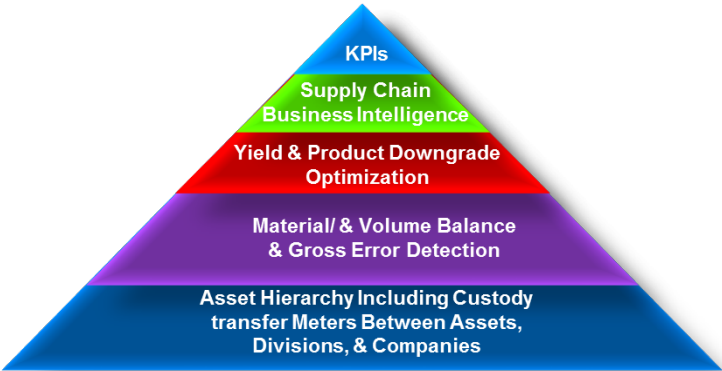 KPIs
Supply Chain
Business Intelligence
Yield & Product Downgrade
Optimization
Material/ & Volume Balance
& Gross Error Detection
Asset Hierarchy Including Custody
transfer Meters Between Assets,
Divisions, & Companies